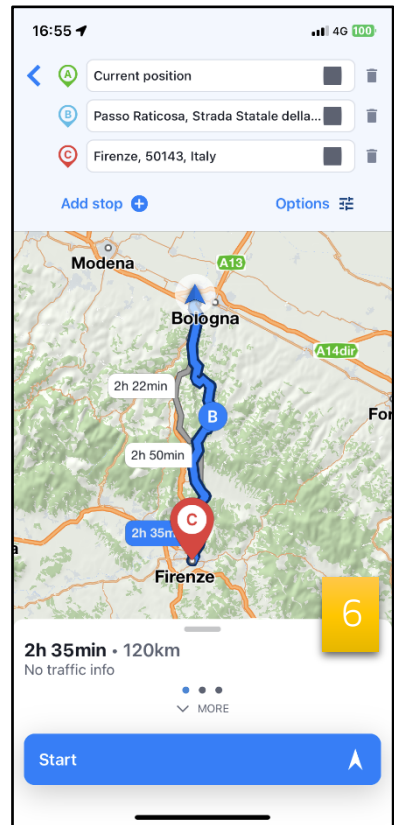 16:55
4G 100
A Current position
B Passo Raticosa, Strada Statale della...
C Firenze, 50143, Italy
Add stop
Options
Modena
A13
Bologna
A14dir
2h 22min
For
B
2h 50min
C
2h 35m
Firenze
6
2h 35min • 120km
No traffic info
MORE
Start